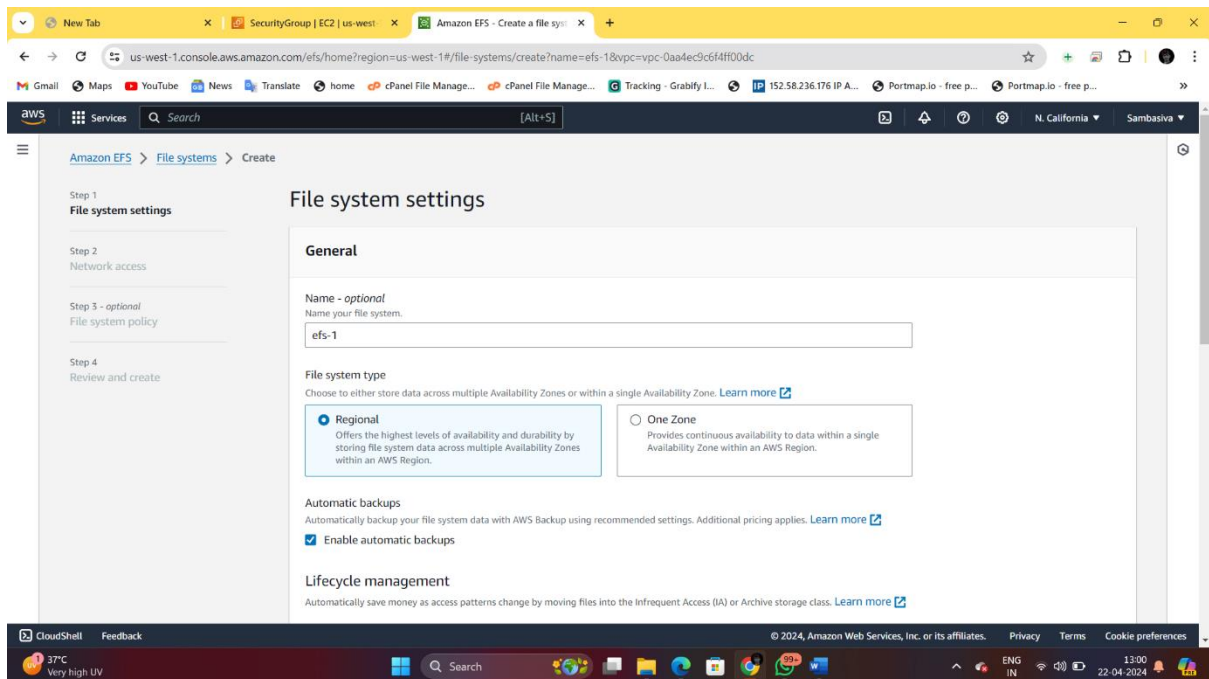 New Tab
SecurityGroup | EC2 | us-west-
Amazon EFS - Create a file syst
us-west-1.console.aws.amazon.com/efs/home?region=us-west-1#/file-systems/create?name=efs-1&vpc=vpc-0aa4ec9c6f4ff00dc
Gmail Maps YouTube News Translate home cPanel File Manage... cPanel File Manage... Tracking - Grabify l... 152.58.236.176 IP A... Portmap.io - free p... Portmap.io - free p... »
aws Services Search [Alt+S] N. California Sambasiva
Amazon EFS > File systems > Create
Step 1
File system settings
Step 2
Network access
Step 3 - optional
File system policy
Step 4
Review and create
File system settings
General
Name - optional
Name your file system.
efs-1
File system type
Choose to either store data across multiple Availability Zones or within a single Availability Zone. Learn more
Regional
Offers the highest levels of availability and durability by
storing file system data across multiple Availability Zones
within an AWS Region.
One Zone
Provides continuous availability to data within a single
Availability Zone within an AWS Region.
Automatic backups
Automatically backup your file system data with AWS Backup using recommended settings. Additional pricing applies. Learn more
Enable automatic backups
Lifecycle management
Automatically save money as access patterns change by moving files into the Infrequent Access (IA) or Archive storage class. Learn more
CloudShell Feedback © 2024, Amazon Web Services, Inc. or its affiliates. Privacy Terms Cookie preferences
37°C
Very high UV
Search
99+
ENG
IN
13:00
22-04-2024